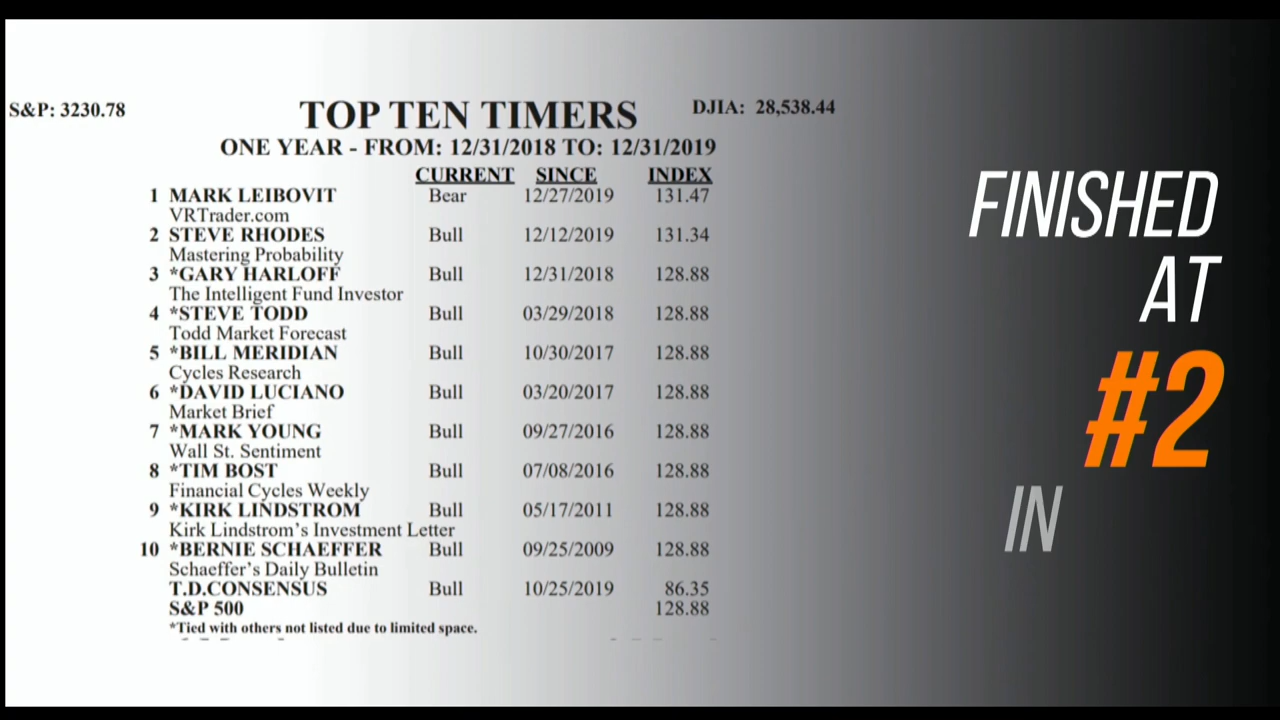 S&P: 3230.78
TOP TEN TIMERS
DJIA: 28,538.44
ONE YEAR - FROM: 12/31/2018 TO: 12/31/2019
CURRENT SINCE INDEX
1 MARK LEIBOVIT Bear 12/27/2019 131.47
VRTrader.com
2 STEVE RHODES Bull 12/12/2019 131.34
Mastering Probability
3 *GARY HARLOFF Bull 12/31/2018 128.88
The Intelligent Fund Investor
4 *STEVE TODD Bull 03/29/2018 128.88
Todd Market Forecast
5 *BILL MERIDIAN Bull 10/30/2017 128.88
Cycles Research
6 *DAVID LUCIANO Bull 03/20/2017 128.88
Market Brief
7 *MARK YOUNG Bull 09/27/2016 128.88
Wall St. Sentiment
8 *TIM BOST Bull 07/08/2016 128.88
Financial Cycles Weekly
9 *KIRK LINDSTROM Bull 05/17/2011 128.88
Kirk Lindstrom's Investment Letter
10 *BERNIE SCHAEFFER Bull 09/25/2009 128.88
Schaeffer's Daily Bulletin
T.D.CONSENSUS Bull 10/25/2019 86.35
S&P 500 128.88
*Tied with others not listed due to limited space.
FINISHED
AT
#2
IN